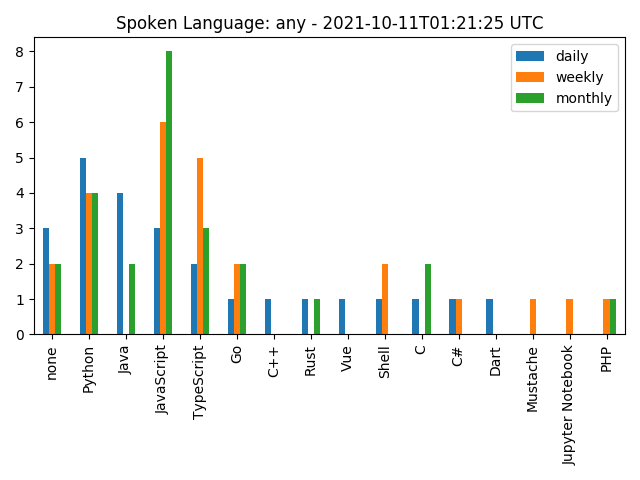 Spoken Language: any - 2021-10-11T01:21:25 UTC
daily
weekly
monthly
8
7
6
5
4
3
2
1
0
none
Python
Java
JavaScript
TypeScript
Go
C++
Rust
Vue
Shell
C
C#
Dart
Mustache
Jupyter Notebook
PHP